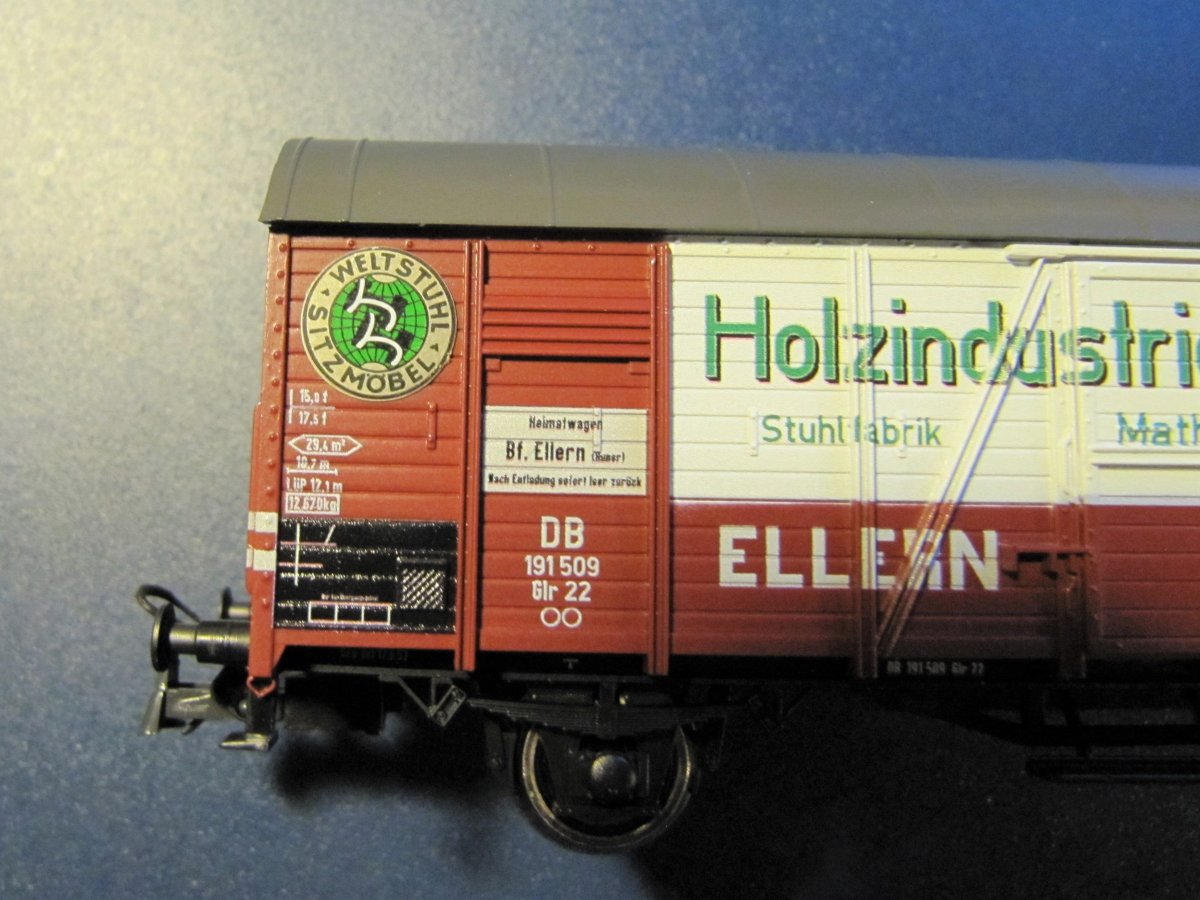 WELTSTUHL
SITZMÖBEL
15,0 t
17,5 t
29,4 m²
10,7 m
LüP 12,1 m
12 670kg
Heimatwagen
Bf. Ellern (Hunsr)
Nach Entladung sofort leer zurück
DB
191 509
Glr 22
Holzindustrie
Stuhlfabrik Math
ELLERN
DB 191 509 Glr 22